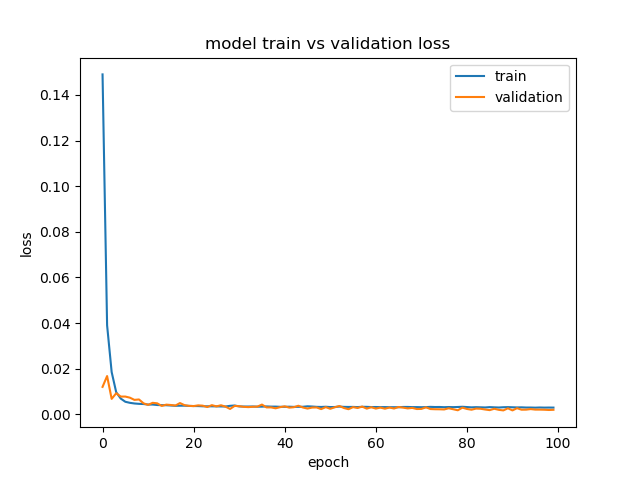 model train vs validation loss
train
validation
0.14
0.12
0.10
0.08
0.06
0.04
0.02
0.00
loss
0 20 40 60 80 100
epoch